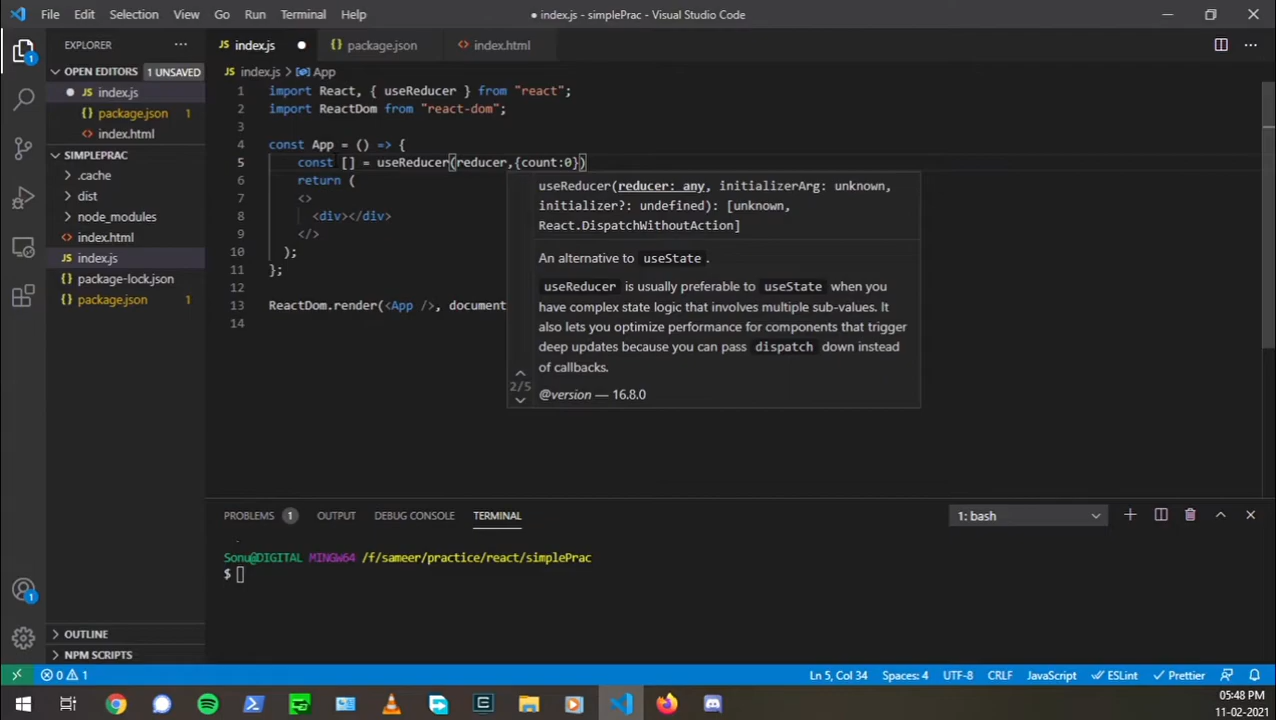 File Edit Selection View Go Run Terminal Help
● index.js - simplePrac - Visual Studio Code
EXPLORER
OPEN EDITORS 1 UNSAVED
index.js
package.json 1
index.html
SIMPLEPRAC
.cache
dist
node_modules
index.html
index.js
package-lock.json
package.json 1
OUTLINE
NPM SCRIPTS
1
1
JS index.js
{} package.json
<> index.html
JS index.js > App
1 import React, { useReducer } from "react";
2 import ReactDom from "react-dom";
3
4 const App = () => {
5 const [] = useReducer(reducer,{count:0})
6 return (
7 <>
8 <div></div>
9 </>
10 );
11 };
12
13 ReactDom.render(<App />, document
14
useReducer(reducer: any, initializerArg: unknown,
initializer?: undefined): [unknown,
React.DispatchWithoutAction]
An alternative to useState .
useReducer is usually preferable to useState when you
have complex state logic that involves multiple sub-values. It
also lets you optimize performance for components that trigger
deep updates because you can pass dispatch down instead
of callbacks.
2/5
@version — 16.8.0
PROBLEMS 1 OUTPUT DEBUG CONSOLE TERMINAL
1: bash
Sonu@DIGITAL MINGW64 /f/sameer/practice/react/simplePrac
$
0 1
Ln 5, Col 34 Spaces: 4 UTF-8 CRLF JavaScript ESLint Prettier
05:48 PM
11-02-2021